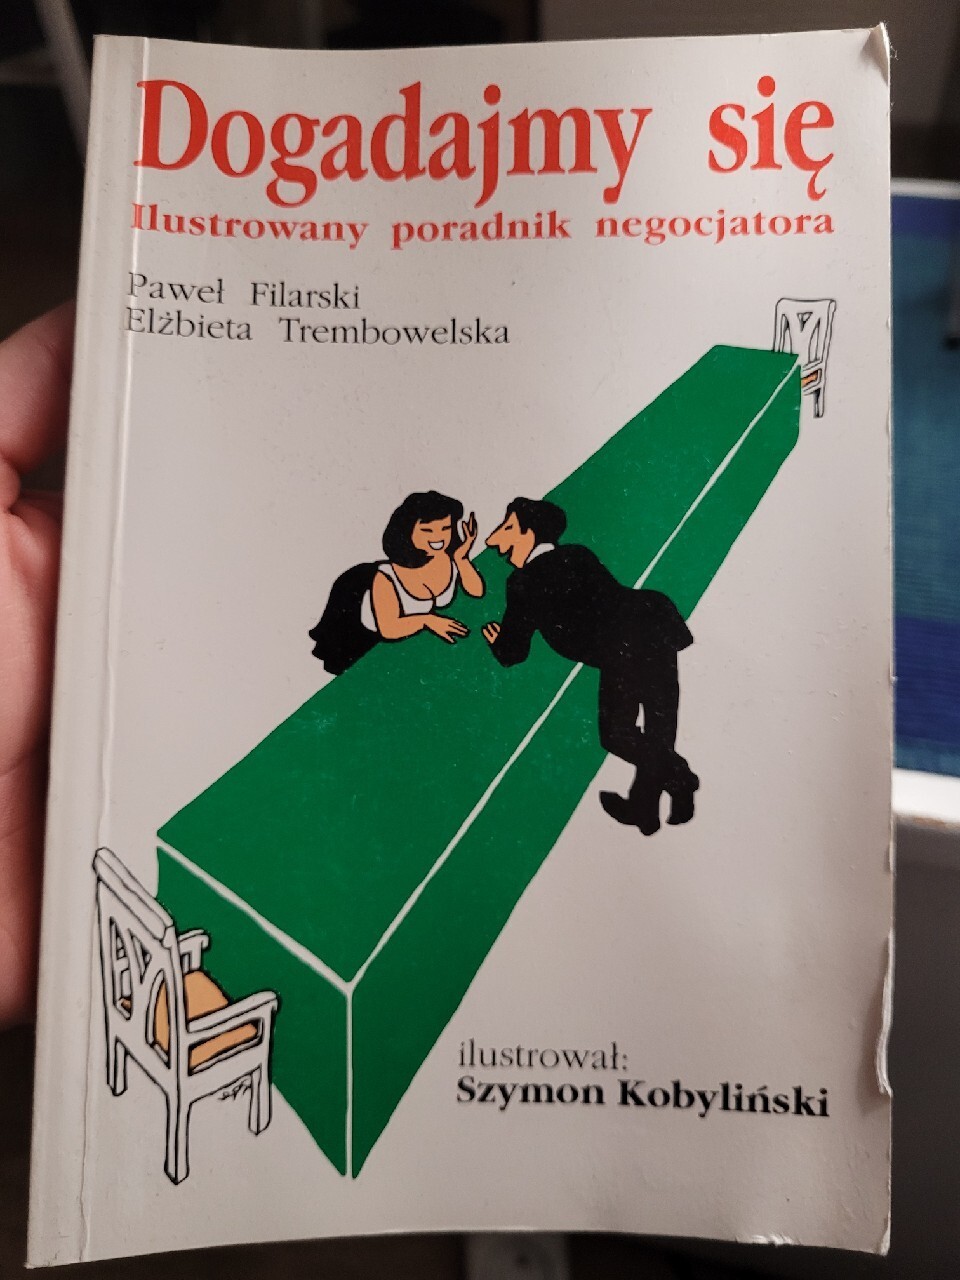 Dogadajmy się
Ilustrowany poradnik negocjatora
Paweł Filarski
Elżbieta Trembowelska
ilustrował:
Szymon Kobyliński